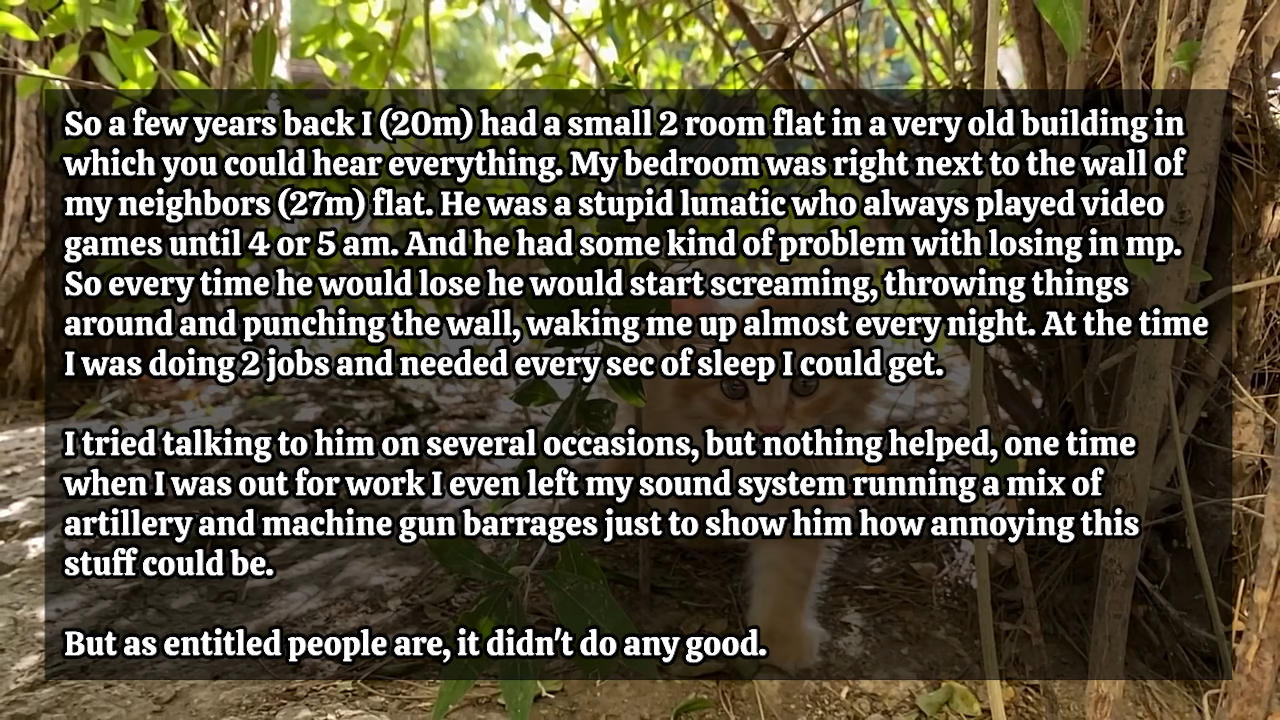 So a few years back I (20m) had a small 2 room flat in a very old building in
which you could hear everything. My bedroom was right next to the wall of
my neighbors (27m) flat. He was a stupid lunatic who always played video
games until 4 or 5 am. And he had some kind of problem with losing in mp.
So every time he would lose he would start screaming, throwing things
around and punching the wall, waking me up almost every night. At the time
I was doing 2 jobs and needed every sec of sleep I could get.
I tried talking to him on several occasions, but nothing helped, one time
when I was out for work I even left my sound system running a mix of
artillery and machine gun barrages just to show him how annoying this
stuff could be.
But as entitled people are, it didn't do any good.